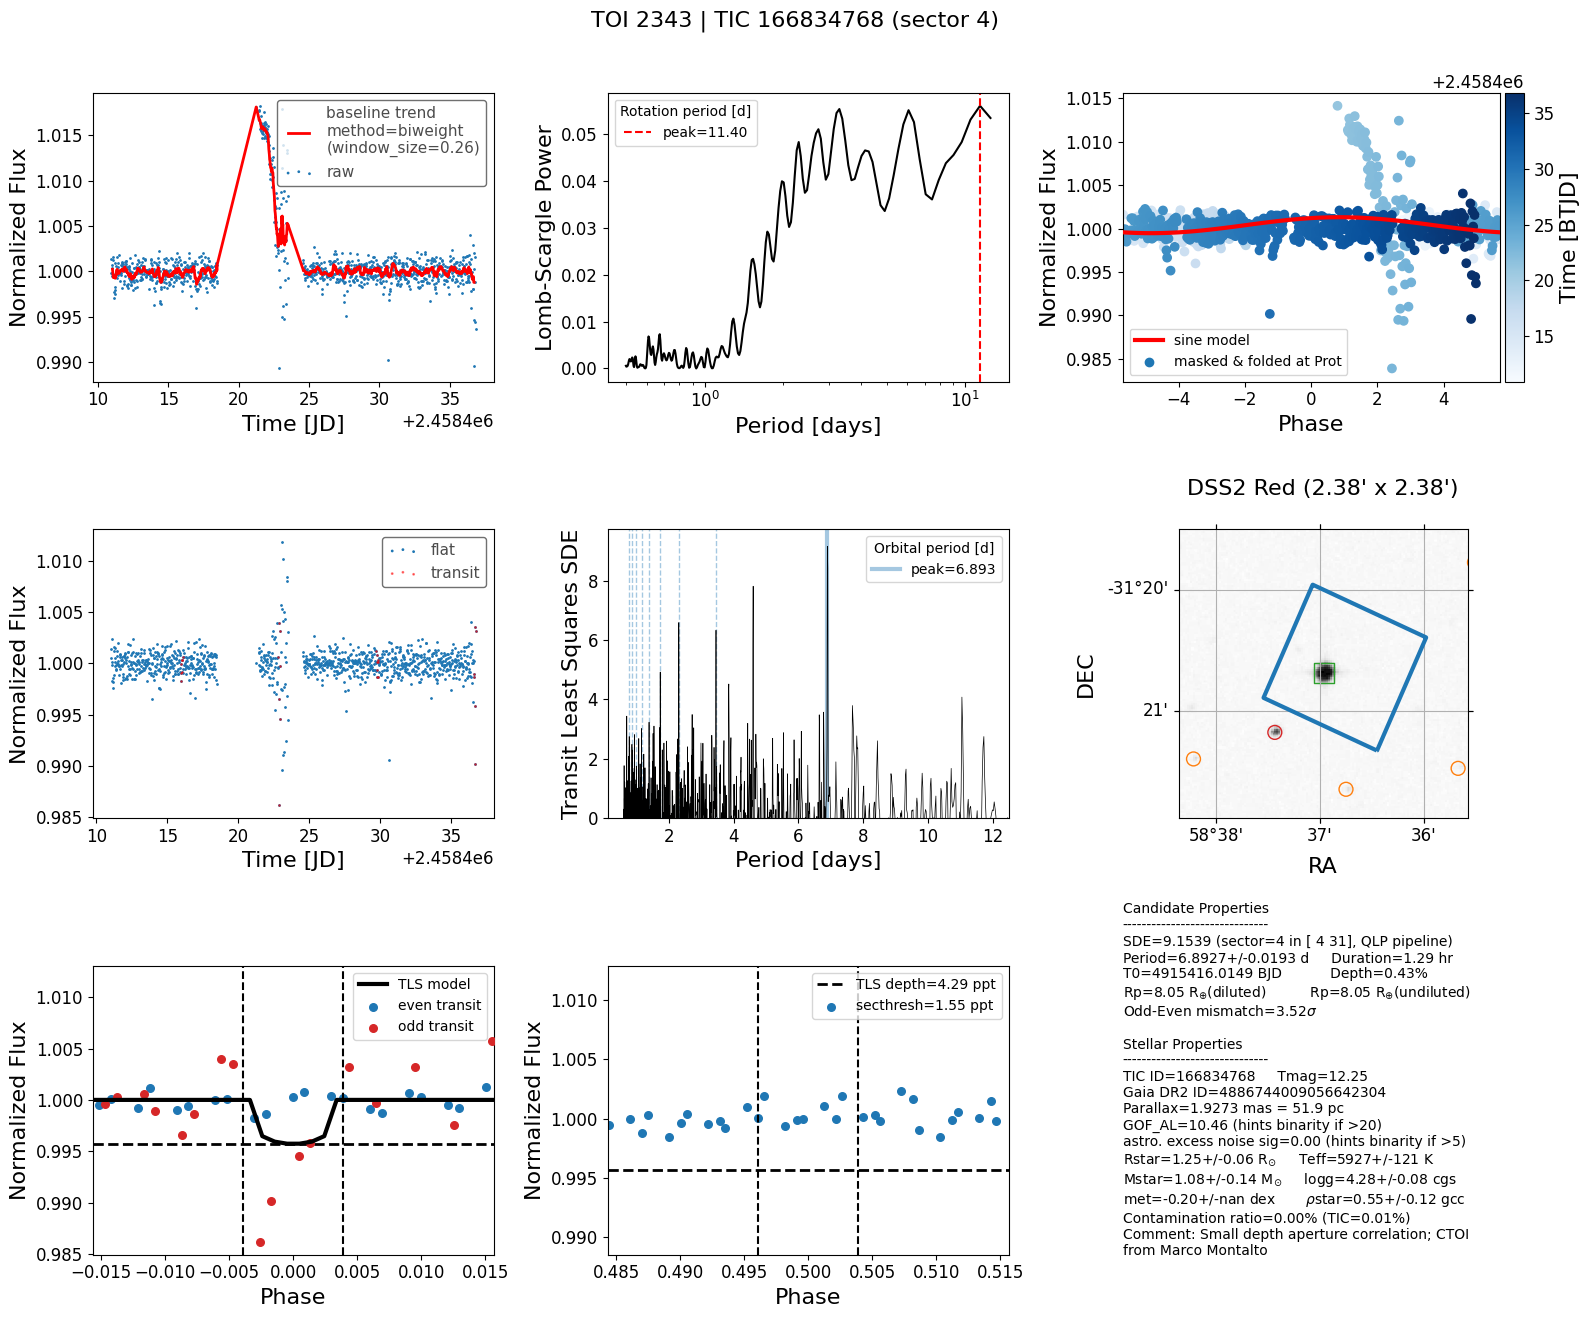 TOI 2343 | TIC 166834768 (sector 4)
Normalized Flux
1.015
1.010
1.005
1.000
0.995
0.990
baseline trend
method=biweight
(window_size=0.26)
raw
10 15 20 25 30 35
Time [JD]
+2.4584e6
Lomb-Scargle Power
0.05
0.04
0.03
0.02
0.01
0.00
Rotation period [d]
peak=11.40
10^0 10^1
Period [days]
+2.4584e6
Normalized Flux
1.015
1.010
1.005
1.000
0.995
0.990
0.985
sine model
masked & folded at Prot
−4 −2 0 2 4
Phase
35
30
25
20
15
Time [BTJD]
Normalized Flux
1.010
1.005
1.000
0.995
0.990
0.985
flat
transit
10 15 20 25 30 35
Time [JD]
+2.4584e6
Transit Least Squares SDE
8
6
4
2
0
Orbital period [d]
peak=6.893
2 4 6 8 10 12
Period [days]
DSS2 Red (2.38' x 2.38')
DEC
-31°20'
21'
58°38' 37' 36'
RA
Normalized Flux
1.010
1.005
1.000
0.995
0.990
0.985
TLS model
even transit
odd transit
−0.015 −0.010 −0.005 0.000 0.005 0.010 0.015
Phase
Normalized Flux
1.010
1.005
1.000
0.995
0.990
TLS depth=4.29 ppt
secthresh=1.55 ppt
0.485 0.490 0.495 0.500 0.505 0.510 0.515
Phase
Candidate Properties
-------------------------------
SDE=9.1539 (sector=4 in [ 4 31], QLP pipeline)
Period=6.8927+/-0.0193 d Duration=1.29 hr
T0=4915416.0149 BJD Depth=0.43%
Rp=8.05 R⊕(diluted) Rp=8.05 R⊕(undiluted)
Odd-Even mismatch=3.52σ
Stellar Properties
-------------------------------
TIC ID=166834768 Tmag=12.25
Gaia DR2 ID=4886744009056642304
Parallax=1.9273 mas = 51.9 pc
GOF_AL=10.46 (hints binarity if >20)
astro. excess noise sig=0.00 (hints binarity if >5)
Rstar=1.25+/-0.06 R☉ Teff=5927+/-121 K
Mstar=1.08+/-0.14 M☉ logg=4.28+/-0.08 cgs
met=-0.20+/-nan dex ρstar=0.55+/-0.12 gcc
Contamination ratio=0.00% (TIC=0.01%)
Comment: Small depth aperture correlation; CTOI
from Marco Montalto